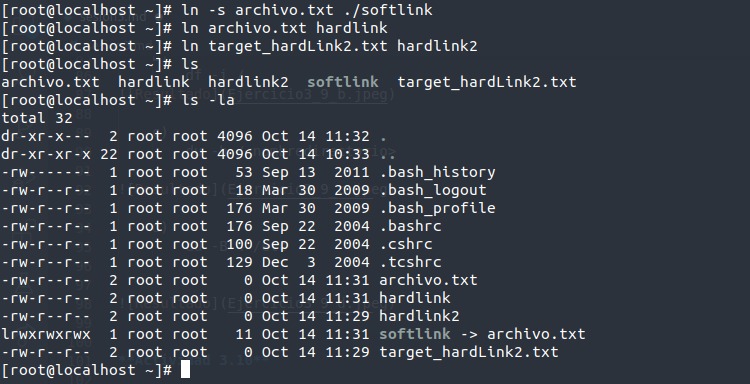 [root@localhost ~]# ln -s archivo.txt ./softlink
[root@localhost ~]# ln archivo.txt hardlink
[root@localhost ~]# ln target_hardLink2.txt hardlink2
[root@localhost ~]# ls
archivo.txt  hardlink  hardlink2  softlink  target_hardLink2.txt
[root@localhost ~]# ls -la
total 32
dr-xr-x---  2 root root 4096 Oct 14 11:32 .
dr-xr-xr-x 22 root root 4096 Oct 14 10:33 ..
-rw-------  1 root root   53 Sep 13  2011 .bash_history
-rw-r--r--  1 root root   18 Mar 30  2009 .bash_logout
-rw-r--r--  1 root root  176 Mar 30  2009 .bash_profile
-rw-r--r--  1 root root  176 Sep 22  2004 .bashrc
-rw-r--r--  1 root root  100 Sep 22  2004 .cshrc
-rw-r--r--  1 root root  129 Dec  3  2004 .tcshrc
-rw-r--r--  2 root root    0 Oct 14 11:31 archivo.txt
-rw-r--r--  2 root root    0 Oct 14 11:31 hardlink
-rw-r--r--  2 root root    0 Oct 14 11:29 hardlink2
lrwxrwxrwx  1 root root   11 Oct 14 11:31 softlink -> archivo.txt
-rw-r--r--  2 root root    0 Oct 14 11:29 target_hardLink2.txt
[root@localhost ~]#